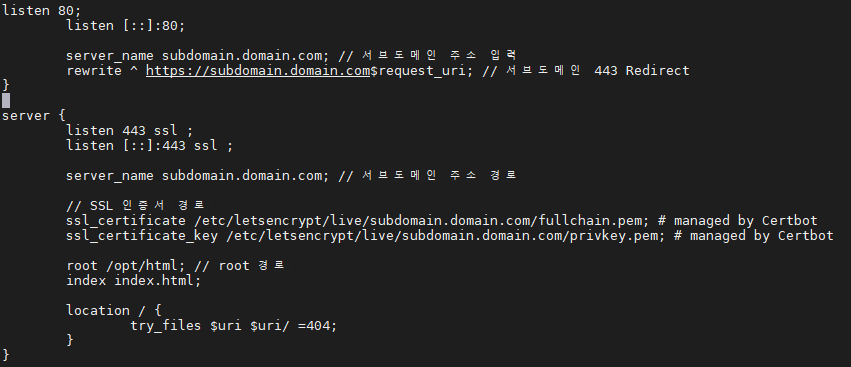 listen 80;
listen [::]:80;
server_name subdomain.domain.com; // 서브도메인 주소 입력
rewrite ^ https://subdomain.domain.com$request_uri; // 서브도메인 443 Redirect
}
server {
listen 443 ssl ;
listen [::]:443 ssl ;
server_name subdomain.domain.com; // 서브도메인 주소 경로
// SSL 인증서 경로
ssl_certificate /etc/letsencrypt/live/subdomain.domain.com/fullchain.pem; # managed by Certbot
ssl_certificate_key /etc/letsencrypt/live/subdomain.domain.com/privkey.pem; # managed by Certbot
root /opt/html; // root 경로
index index.html;
location / {
try_files $uri $uri/ =404;
}
}